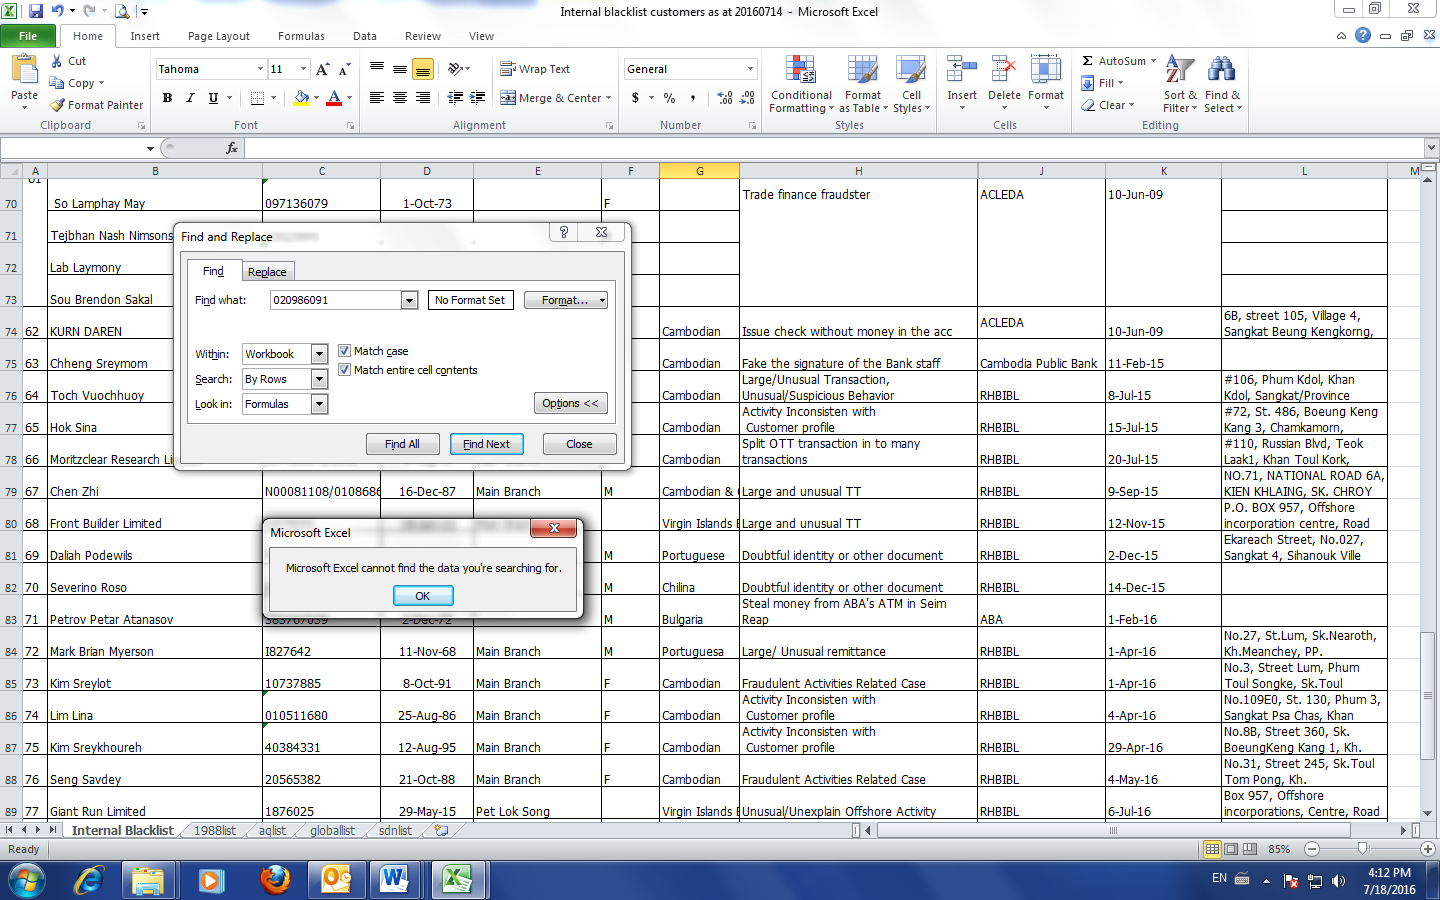 Internal blacklist customers as at 20160714 - Microsoft Excel
File Home Insert Page Layout Formulas Data Review View
Paste Cut Copy Format Painter Clipboard
Tahoma 11 B I U Font
Wrap Text Merge & Center Alignment
General $ % , Number
Conditional Formatting Format as Table Cell Styles Styles
Insert Delete Format Cells
AutoSum Fill Clear Sort & Filter Find & Select Editing
fx
A B C D E F G H J K L M
70 So Lamphay May 097136079 1-Oct-73 F Trade finance fraudster ACLEDA 10-Jun-09
71 Tejbhan Nash Nimsons
72 Lab Laymony
73 Sou Brendon Sakal
74 62 KURN DAREN Cambodian Issue check without money in the acc ACLEDA 10-Jun-09 6B, street 105, Village 4, Sangkat Beung Kengkorng,
75 63 Chheng Sreymom Cambodian Fake the signature of the Bank staff Cambodia Public Bank 11-Feb-15
76 64 Toch Vuochhuoy Cambodian Large/Unusual Transaction, Unusual/Suspicious Behavior RHBIBL 8-Jul-15 #106, Phum Kdol, Khan Kdol, Sangkat/Province
77 65 Hok Sina Cambodian Activity Inconsisten with Customer profile RHBIBL 15-Jul-15 #72, St. 486, Boeung Keng Kang 3, Chamkamorn,
78 66 Moritzclear Research Li Cambodian Split OTT transaction in to many transactions RHBIBL 20-Jul-15 #110, Russian Blvd, Teok Laak1, Khan Toul Kork,
79 67 Chen Zhi N00081108/0108686 16-Dec-87 Main Branch M Cambodian & Large and unusual TT RHBIBL 9-Sep-15 NO.71, NATIONAL ROAD 6A, KIEN KHLAING, SK. CHROY
80 68 Front Builder Limited Virgin Islands Large and unusual TT RHBIBL 12-Nov-15 P.O. BOX 957, Offshore incorporation centre, Road
81 69 Daliah Podewils M Portuguese Doubtful identity or other document RHBIBL 2-Dec-15 Ekareach Street, No.027, Sangkat 4, Sihanouk Ville
82 70 Severino Roso M Chilina Doubtful identity or other document RHBIBL 14-Dec-15
83 71 Petrov Petar Atanasov 383767039 2-Dec-72 M Bulgaria Steal money from ABA's ATM in Seim Reap ABA 1-Feb-16
84 72 Mark Brian Myerson I827642 11-Nov-68 Main Branch M Portuguesa Large/ Unusual remittance RHBIBL 1-Apr-16 No.27, St.Lum, Sk.Nearoth, Kh.Meanchey, PP.
85 73 Kim Sreylot 10737885 8-Oct-91 Main Branch F Cambodian Fraudulent Activities Related Case RHBIBL 1-Apr-16 No.3, Street Lum, Phum Toul Songke, Sk.Toul
86 74 Lim Lina 010511680 25-Aug-86 Main Branch F Cambodian Activity Inconsisten with Customer profile RHBIBL 4-Apr-16 No.109E0, St. 130, Phum 3, Sangkat Psa Chas, Khan
87 75 Kim Sreykhoureh 40384331 12-Aug-95 Main Branch F Cambodian Activity Inconsisten with Customer profile RHBIBL 29-Apr-16 No.8B, Street 360, Sk. BoeungKeng Kang 1, Kh.
88 76 Seng Savdey 20565382 21-Oct-88 Main Branch F Cambodian Fraudulent Activities Related Case RHBIBL 4-May-16 No.31, Street 245, Sk.Toul Tom Pong, Kh.
89 77 Giant Run Limited 1876025 29-May-15 Pet Lok Song Virgin Islands Unusual/Unexplain Offshore Activity RHBIBL 6-Jul-16 Box 957, Offshore incorporations, Centre, Road
Find and Replace
Find Replace
Find what: 020986091 No Format Set Format...
Within: Workbook Match case
Search: By Rows Match entire cell contents
Look in: Formulas Options <<
Find All Find Next Close
Microsoft Excel
Microsoft Excel cannot find the data you're searching for.
OK
Internal Blacklist 1988list aqlist globallist sdnlist
Ready 85%
EN 4:12 PM
7/18/2016